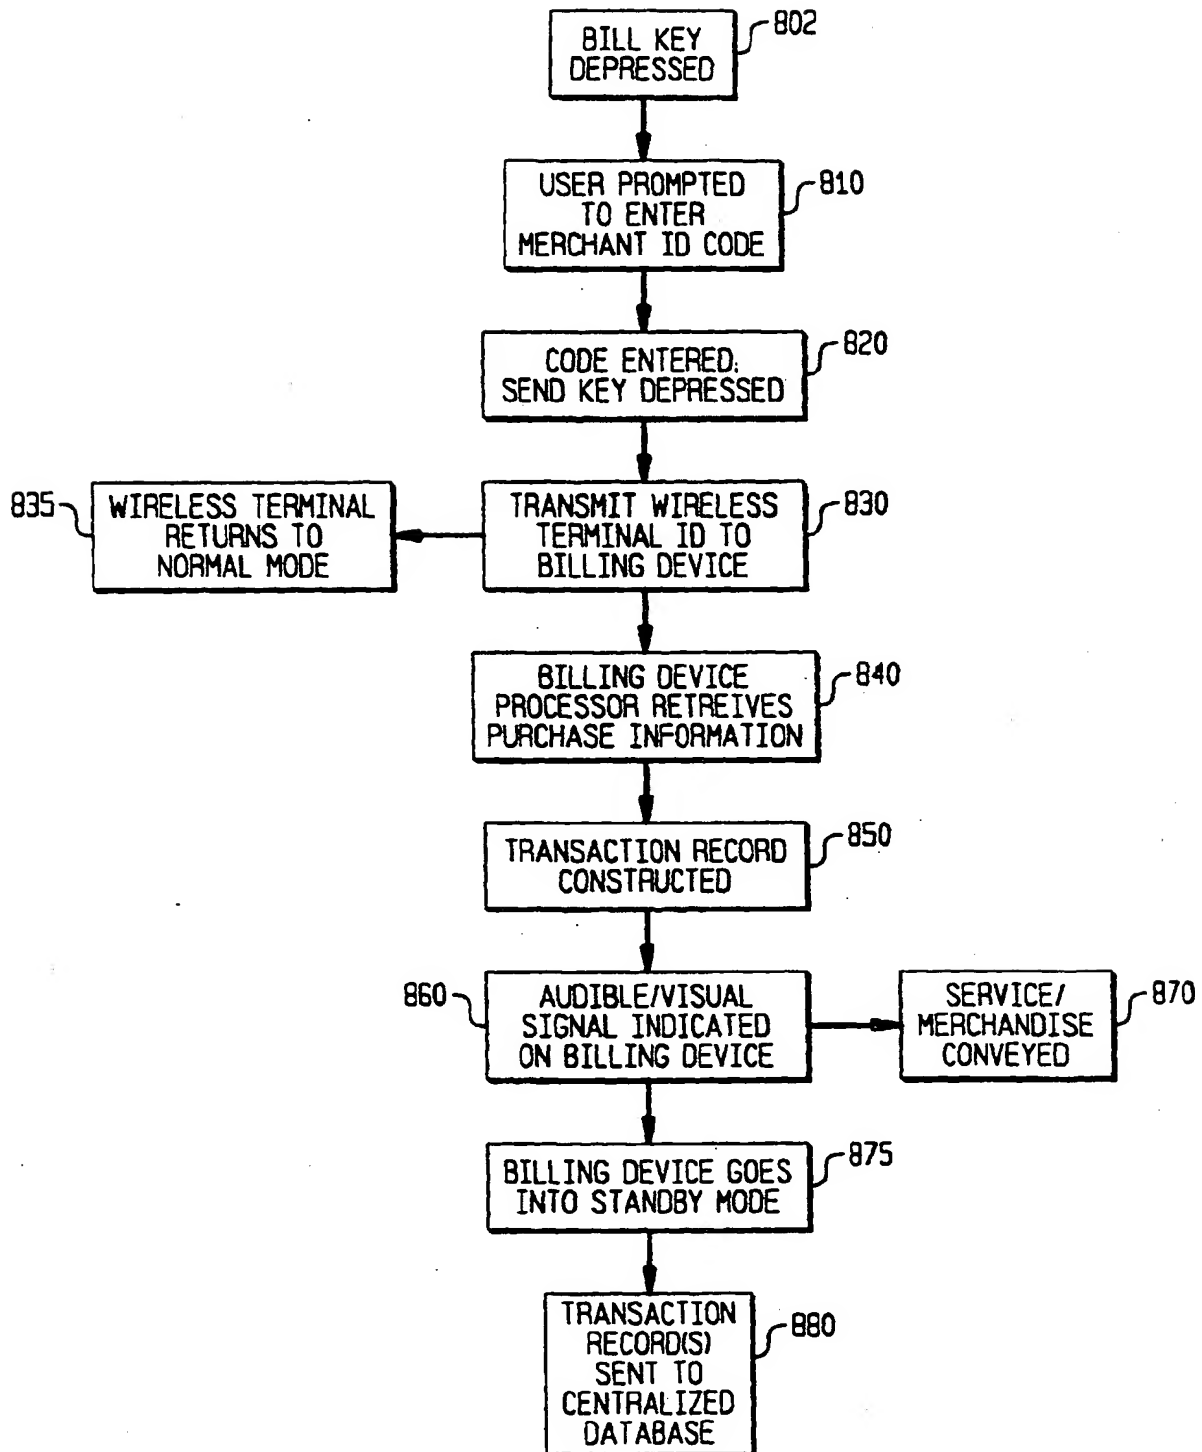 BILL KEY
DEPRESSED
802
USER PROMPTED
TO ENTER
MERCHANT ID CODE
810
CODE ENTERED;
SEND KEY DEPRESSED
820
835
WIRELESS TERMINAL
RETURNS TO
NORMAL MODE
TRANSMIT WIRELESS
TERMINAL ID TO
BILLING DEVICE
830
BILLING DEVICE
PROCESSOR RETREIVES
PURCHASE INFORMATION
840
TRANSACTION RECORD
CONSTRUCTED
850
860
AUDIBLE/VISUAL
SIGNAL INDICATED
ON BILLING DEVICE
SERVICE/
MERCHANDISE
CONVEYED
870
BILLING DEVICE GOES
INTO STANDBY MODE
875
TRANSACTION
RECORD(S)
SENT TO
CENTRALIZED
DATABASE
880